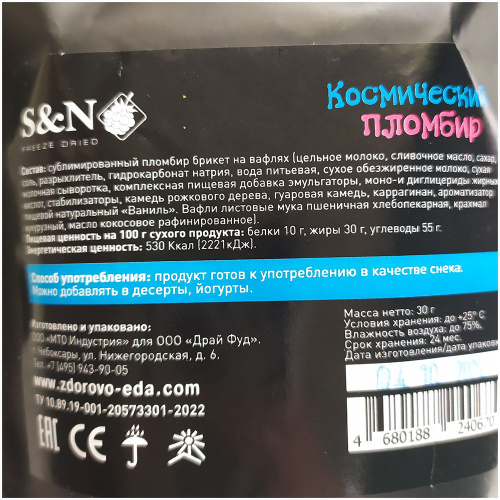 S&N
FREEZE DRIED
Космический
ПЛОМБИР
Состав: сублимированный пломбир брикет на вафлях (цельное молоко, сливочное масло, сахар,
соль, разрыхлитель, гидрокарбонат натрия, вода питьевая, сухое обезжиренное молоко, сухая
молочная сыворотка, комплексная пищевая добавка эмульгаторы, моно-и диглицериды жирных
кислот, стабилизаторы, камедь рожкового дерева, гуаровая камедь, каррагинан, ароматизатор
пищевой натуральный «Ваниль». Вафли листовые мука пшеничная хлебопекарная, крахмал
кукурузный, масло кокосовое рафинированное).
Пищевая ценность на 100 г сухого продукта: белки 10 г, жиры 30 г, углеводы 55 г.
Энергетическая ценность: 530 Ккал (2221кДж).
Способ употребления: продукт готов к употреблению в качестве снека.
Можно добавлять в десерты, йогурты.
Изготовлено и упаковано:
ООО «МТО Индустрия» для ООО «Драй Фуд».
г. Чебоксары, ул. Нижегородская, д. 6.
Тел.+7 (495) 943-90-05
www.zdorovo-eda.com
ТУ 10.89.19-001-20573301-2022
Масса нетто: 30 г
Условия хранения: до +25° С
Влажность воздуха: до 75%.
Срок хранения: 24 мес.
Дата изготовления/дата упаковки
EAC CE
4 680188 240670